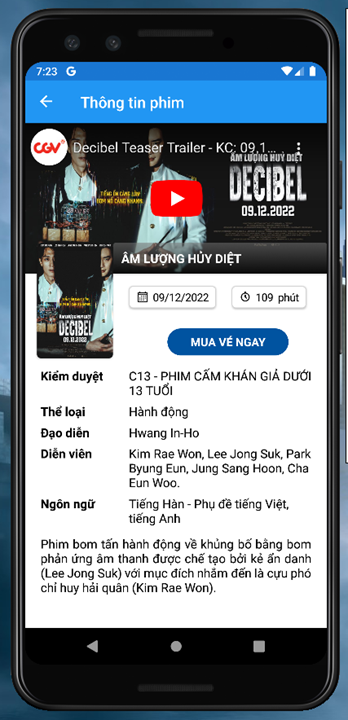 7:23 G
Thông tin phim
CGV Decibel Teaser Trailer - KC: 09.1...
ÂM LƯỢNG HỦY DIỆT
TIẾNG ỒN CÀNG LỚN
BOM NỔ CÀNG NHANH
DECIBEL
09.12.2022
ÂM LƯỢNG HỦY DIỆT
ÂM LƯỢNG HỦY DIỆT
DECIBEL
09.12.2022
09/12/2022
109 phút
MUA VÉ NGAY
Kiểm duyệt C13 - PHIM CẤM KHÁN GIẢ DƯỚI
13 TUỔI
Thể loại Hành động
Đạo diễn Hwang In-Ho
Diễn viên Kim Rae Won, Lee Jong Suk, Park
Byung Eun, Jung Sang Hoon, Cha
Eun Woo.
Ngôn ngữ Tiếng Hàn - Phụ đề tiếng Việt,
tiếng Anh
Phim bom tấn hành động về khủng bố bằng bom
phản ứng âm thanh được chế tạo bởi kẻ ẩn danh
(Lee Jong Suk) với mục đích nhắm đến là cựu phó
chỉ huy hải quân (Kim Rae Won).